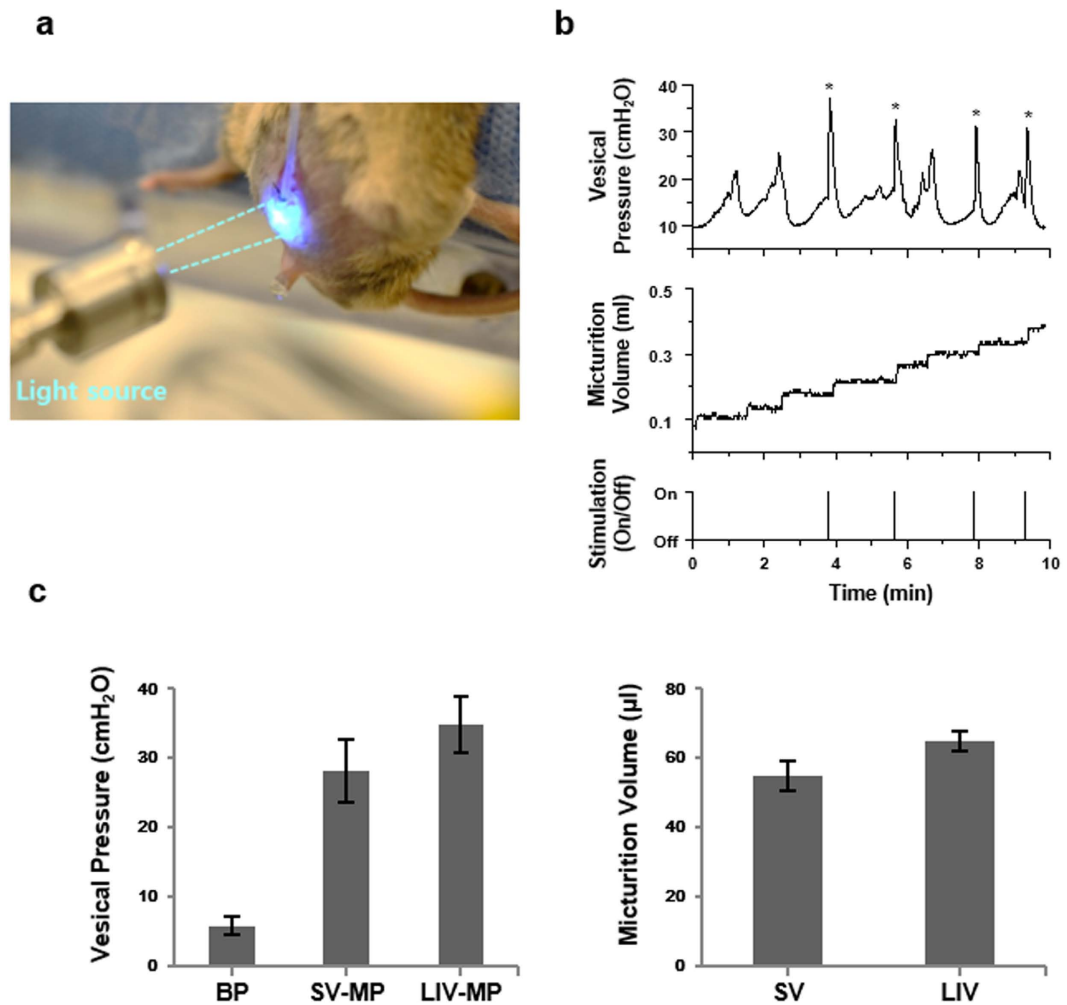 a
Light source
b
Vesical
Pressure (cmH₂O)
40
30
20
10
* * * *
Micturition
Volume (ml)
0.5
0.3
0.1
Stimulation
(On/Off)
On
Off
0 2 4 6 8 10
Time (min)
c
Vesical Pressure (cmH₂O)
40
30
20
10
0
BP SV-MP LIV-MP
Micturition Volume (µl)
80
60
40
20
0
SV LIV